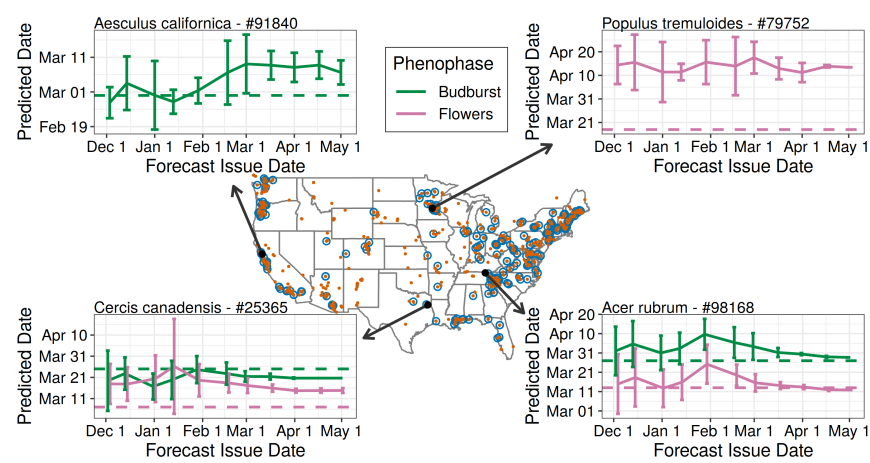 Aesculus californica - #91840
Predicted Date
Mar 11
Mar 01
Feb 19
Dec 1 Jan 1 Feb 1 Mar 1 Apr 1 May 1
Forecast Issue Date
Phenophase
Budburst
Flowers
Populus tremuloides - #79752
Predicted Date
Apr 20
Apr 10
Mar 31
Mar 21
Dec 1 Jan 1 Feb 1 Mar 1 Apr 1 May 1
Forecast Issue Date
Cercis canadensis - #25365
Predicted Date
Apr 10
Mar 31
Mar 21
Mar 11
Dec 1 Jan 1 Feb 1 Mar 1 Apr 1 May 1
Forecast Issue Date
Acer rubrum - #98168
Predicted Date
Apr 20
Apr 10
Mar 31
Mar 21
Mar 11
Mar 01
Dec 1 Jan 1 Feb 1 Mar 1 Apr 1 May 1
Forecast Issue Date